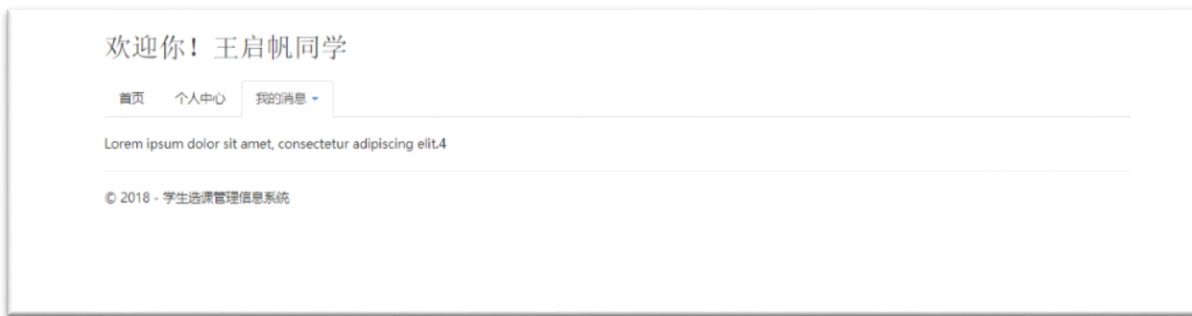 欢迎你！王启帆同学
首页 个人中心 我的消息
Lorem ipsum dolor sit amet, consectetur adipiscing elit.4
© 2018 - 学生选课管理信息系统